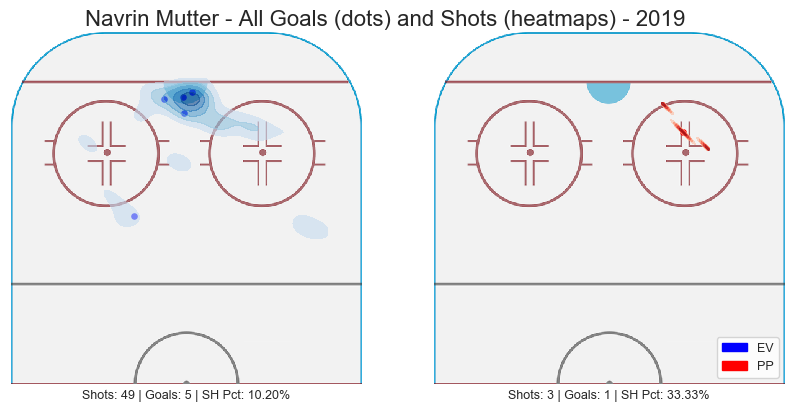 Navrin Mutter - All Goals (dots) and Shots (heatmaps) - 2019
EV
PP
Shots: 49 | Goals: 5 | SH Pct: 10.20%
Shots: 3 | Goals: 1 | SH Pct: 33.33%